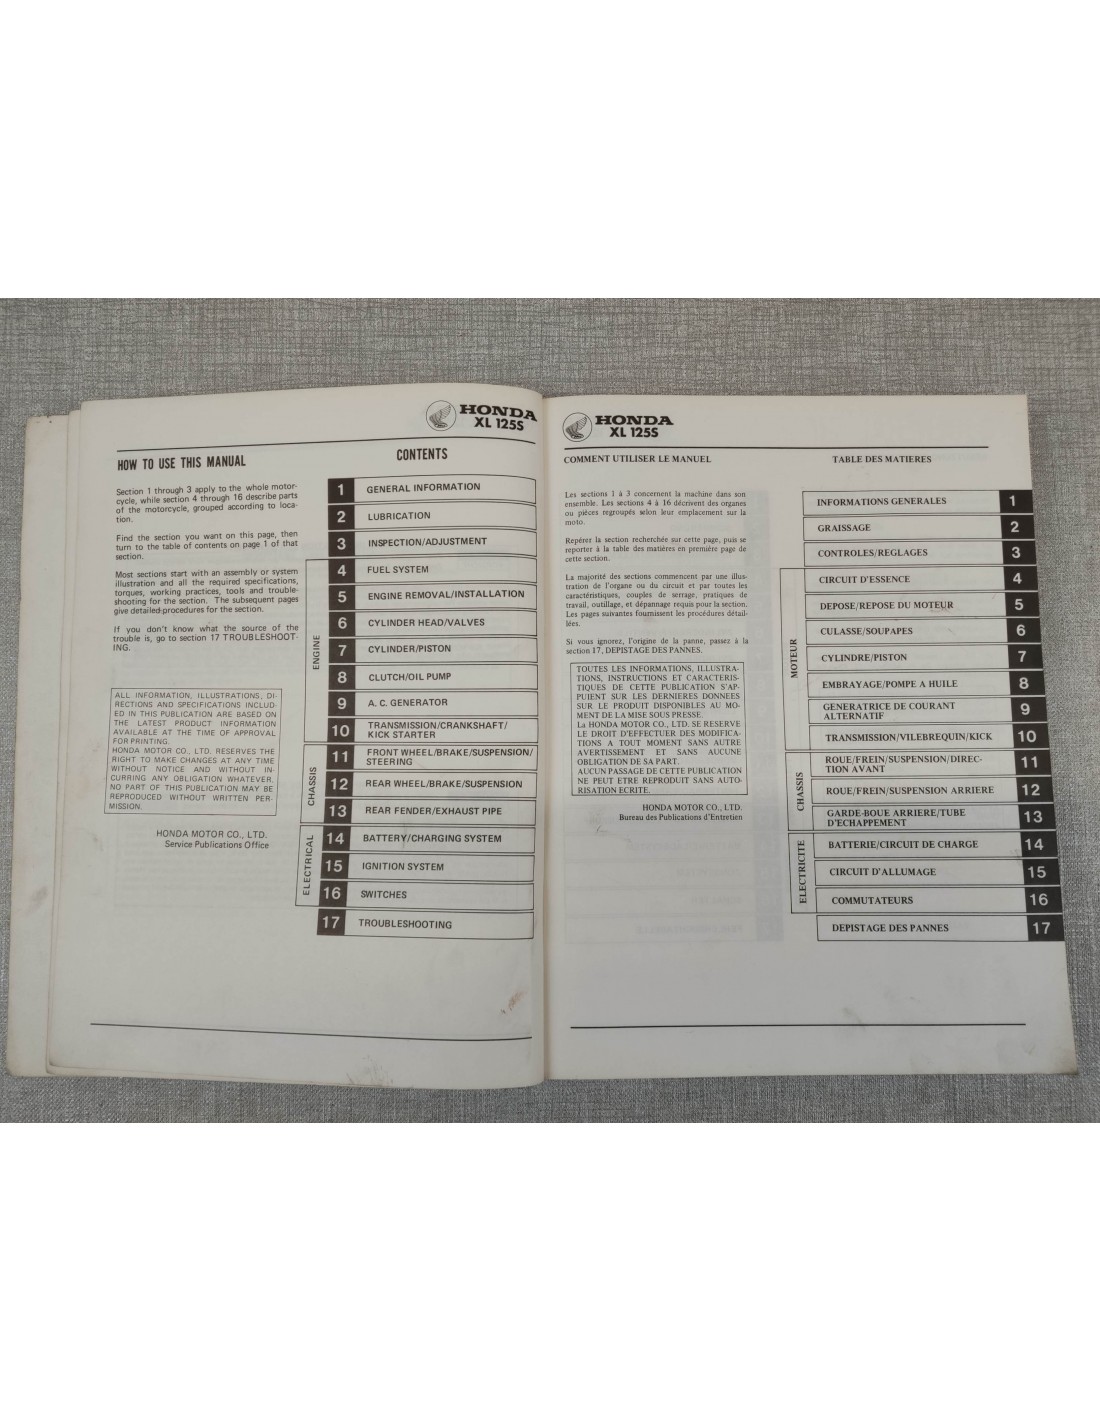 HONDA
XL 125S
HOW TO USE THIS MANUAL
Section 1 through 3 apply to the whole motor-
cycle, while section 4 through 16 describe parts
of the motorcycle, grouped according to loca-
tion.
Find the section you want on this page, then
turn to the table of contents on page 1 of that
section.
Most sections start with an assembly or system
illustration and all the required specifications,
torques, working practices, tools and trouble-
shooting for the section. The subsequent pages
give detailed procedures for the section.
If you don't know what the source of the
trouble is, go to section 17 TROUBLESHOOT-
ING.
ALL INFORMATION, ILLUSTRATIONS, DI-
RECTIONS AND SPECIFICATIONS INCLUD-
ED IN THIS PUBLICATION ARE BASED ON
THE LATEST PRODUCT INFORMATION
AVAILABLE AT THE TIME OF APPROVAL
FOR PRINTING.
HONDA MOTOR CO., LTD. RESERVES THE
RIGHT TO MAKE CHANGES AT ANY TIME
WITHOUT NOTICE AND WITHOUT IN-
CURRING ANY OBLIGATION WHATEVER.
NO PART OF THIS PUBLICATION MAY BE
REPRODUCED WITHOUT WRITTEN PER-
MISSION.
HONDA MOTOR CO., LTD.
Service Publications Office
CONTENTS
1 GENERAL INFORMATION
2 LUBRICATION
3 INSPECTION/ADJUSTMENT
ENGINE
4 FUEL SYSTEM
5 ENGINE REMOVAL/INSTALLATION
6 CYLINDER HEAD/VALVES
7 CYLINDER/PISTON
8 CLUTCH/OIL PUMP
9 A. C. GENERATOR
10 TRANSMISSION/CRANKSHAFT/
KICK STARTER
CHASSIS
11 FRONT WHEEL/BRAKE/SUSPENSION/
STEERING
12 REAR WHEEL/BRAKE/SUSPENSION
13 REAR FENDER/EXHAUST PIPE
ELECTRICAL
14 BATTERY/CHARGING SYSTEM
15 IGNITION SYSTEM
16 SWITCHES
17 TROUBLESHOOTING
HONDA
XL 125S
COMMENT UTILISER LE MANUEL
Les sections 1 à 3 concernent la machine dans son
ensemble. Les sections 4 à 16 décrivent des organes
ou pièces regroupés selon leur emplacement sur la
moto.
Repérer la section recherchée sur cette page, puis se
reporter à la table des matières en première page de
cette section.
La majorité des sections commencent par une illus-
tration de l'organe ou du circuit et par toutes les
caractéristiques, couples de serrage, pratiques de
travail, outillage, et dépannage requis pour la section.
Les pages suivantes fournissent les procédures détail-
lées.
Si vous ignorez, l'origine de la panne, passez à la
section 17, DEPISTAGE DES PANNES.
TOUTES LES INFORMATIONS, ILLUSTRA-
TIONS, INSTRUCTIONS ET CARACTERIS-
TIQUES DE CETTE PUBLICATION S'AP-
PUIENT SUR LES DERNIERES DONNEES
SUR LE PRODUIT DISPONIBLES AU MO-
MENT DE LA MISE SOUS PRESSE.
La HONDA MOTOR CO., LTD. SE RESERVE
LE DROIT D'EFFECTUER DES MODIFICA-
TIONS A TOUT MOMENT SANS AUTRE
AVERTISSEMENT ET SANS AUCUNE
OBLIGATION DE SA PART.
AUCUN PASSAGE DE CETTE PUBLICATION
NE PEUT ETRE REPRODUIT SANS AUTO-
RISATION ECRITE.
HONDA MOTOR CO., LTD.
Bureau des Publications d'Entretien
TABLE DES MATIERES
INFORMATIONS GENERALES 1
GRAISSAGE 2
CONTROLES/REGLAGES 3
MOTEUR
CIRCUIT D'ESSENCE 4
DEPOSE/REPOSE DU MOTEUR 5
CULASSE/SOUPAPES 6
CYLINDRE/PISTON 7
EMBRAYAGE/POMPE A HUILE 8
GENERATRICE DE COURANT 9
ALTERNATIF
TRANSMISSION/VILEBREQUIN/KICK 10
CHASSIS
ROUE/FREIN/SUSPENSION/DIREC- 11
TION AVANT
ROUE/FREIN/SUSPENSION ARRIERE 12
GARDE-BOUE ARRIERE/TUBE 13
D'ECHAPPEMENT
ELECTRICITE
BATTERIE/CIRCUIT DE CHARGE 14
CIRCUIT D'ALLUMAGE 15
COMMUTATEURS 16
DEPISTAGE DES PANNES 17